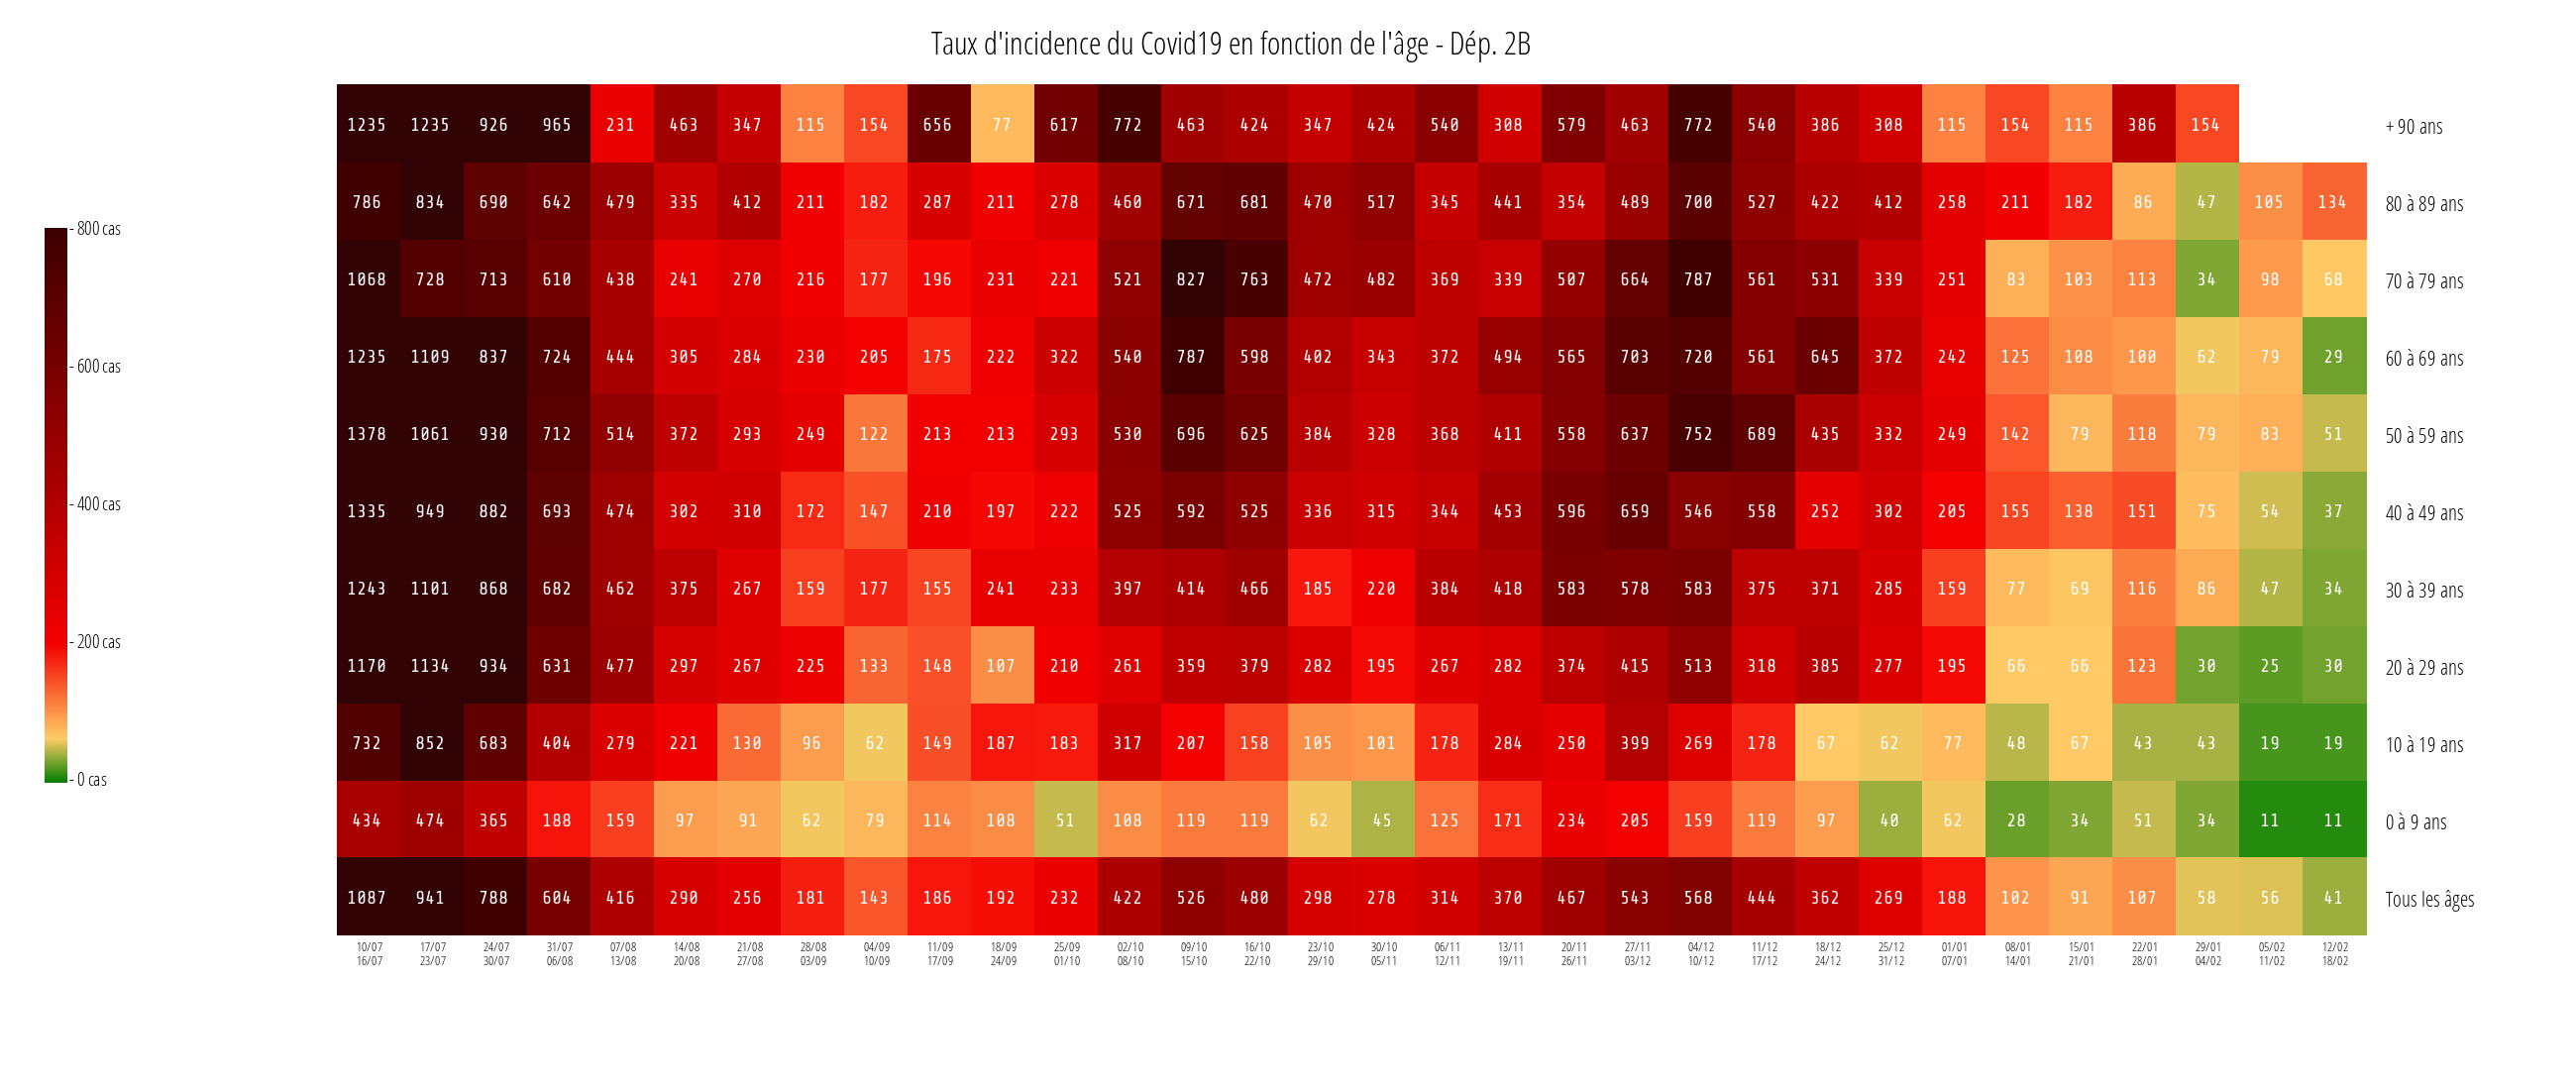 Taux d'incidence du Covid19 en fonction de l'âge - Dép. 2B
- 800 cas
- 600 cas
- 400 cas
- 200 cas
- 0 cas
1235 1235 926 965 231 463 347 115 154 656 77 617 772 463 424 347 424 540 308 579 463 772 540 386 308 115 154 115 386 154 + 90 ans
786 834 690 642 479 335 412 211 182 287 211 278 460 671 681 470 517 345 441 354 489 700 527 422 412 258 211 182 86 47 105 134 80 à 89 ans
1068 728 713 610 438 241 270 216 177 196 231 221 521 827 763 472 482 369 339 507 664 787 561 531 339 251 83 103 113 34 98 68 70 à 79 ans
1235 1109 837 724 444 305 284 230 205 175 222 322 540 787 598 402 343 372 494 565 703 720 561 645 372 242 125 108 100 62 79 29 60 à 69 ans
1378 1061 930 712 514 372 293 249 122 213 213 293 530 696 625 384 328 368 411 558 637 752 689 435 332 249 142 79 118 79 83 51 50 à 59 ans
1335 949 882 693 474 302 310 172 147 210 197 222 525 592 525 336 315 344 453 596 659 546 558 252 302 205 155 138 151 75 54 37 40 à 49 ans
1243 1101 868 682 462 375 267 159 177 155 241 233 397 414 466 185 220 384 418 583 578 583 375 371 285 159 77 69 116 86 47 34 30 à 39 ans
1170 1134 934 631 477 297 267 225 133 148 107 210 261 359 379 282 195 267 282 374 415 513 318 385 277 195 66 66 123 30 25 30 20 à 29 ans
732 852 683 404 279 221 130 96 62 149 187 183 317 207 158 105 101 178 284 250 399 269 178 67 62 77 48 67 43 43 19 19 10 à 19 ans
434 474 365 188 159 97 91 62 79 114 108 51 108 119 119 62 45 125 171 234 205 159 119 97 40 62 28 34 51 34 11 11 0 à 9 ans
1087 941 788 604 416 290 256 181 143 186 192 232 422 526 480 298 278 314 370 467 543 568 444 362 269 188 102 91 107 58 56 41 Tous les âges
10/07 17/07 24/07 31/07 07/08 14/08 21/08 28/08 04/09 11/09 18/09 25/09 02/10 09/10 16/10 23/10 30/10 06/11 13/11 20/11 27/11 04/12 11/12 18/12 25/12 01/01 08/01 15/01 22/01 29/01 05/02 12/02
16/07 23/07 30/07 06/08 13/08 20/08 27/08 03/09 10/09 17/09 24/09 01/10 08/10 15/10 22/10 29/10 05/11 12/11 19/11 26/11 03/12 10/12 17/12 24/12 31/12 07/01 14/01 21/01 28/01 04/02 11/02 18/02